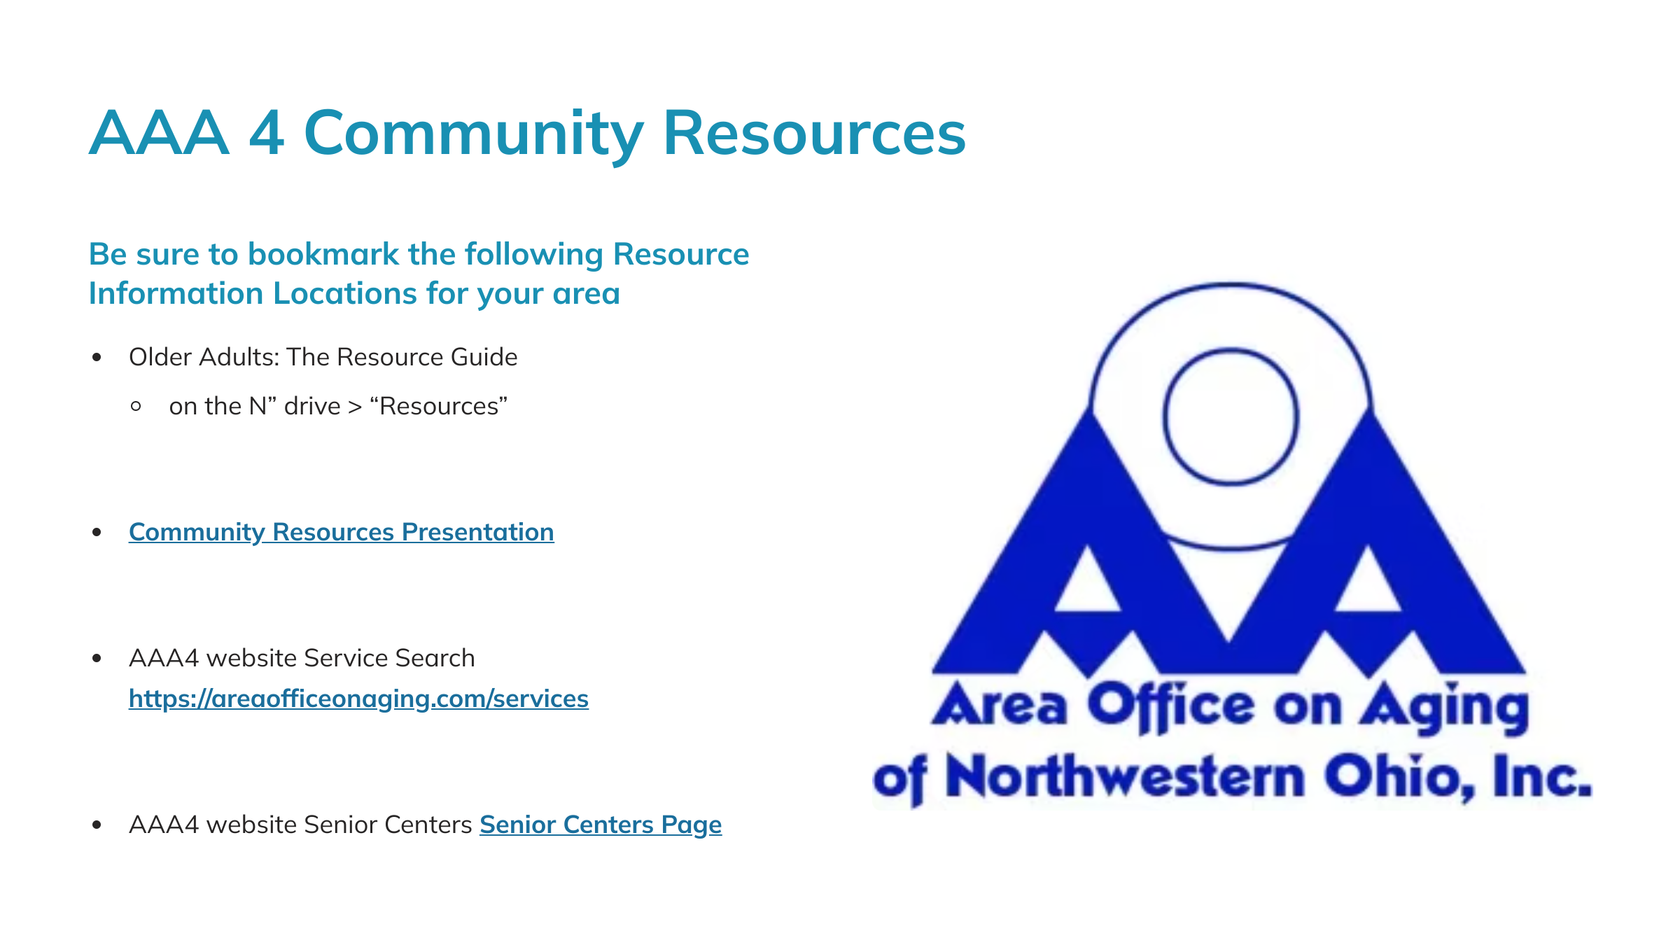 AAA 4 Community Resources
Be sure to bookmark the following Resource
Information Locations for your area
• Older Adults: The Resource Guide
○ on the N” drive > “Resources”
• Community Resources Presentation
• AAA4 website Service Search
https://areaofficeonaging.com/services
• AAA4 website Senior Centers Senior Centers Page
AOA
Area Office on Aging
of Northwestern Ohio, Inc.